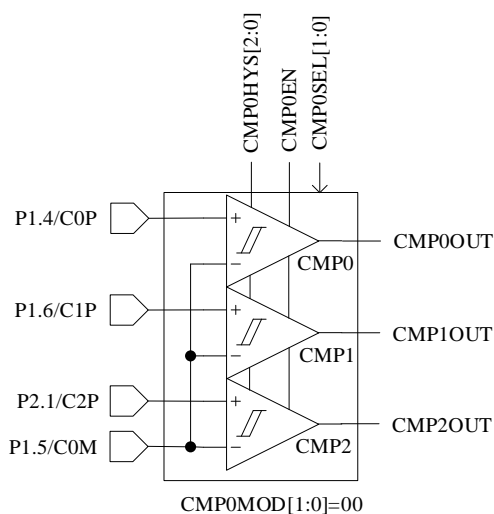 CMP0HYS[2:0]
CMP0EN
CMP0SEL[1:0]
P1.4/C0P
+
−
CMP0
CMP0OUT
P1.6/C1P
+
−
CMP1
CMP1OUT
P2.1/C2P
+
−
CMP2
CMP2OUT
P1.5/C0M
CMP0MOD[1:0]=00